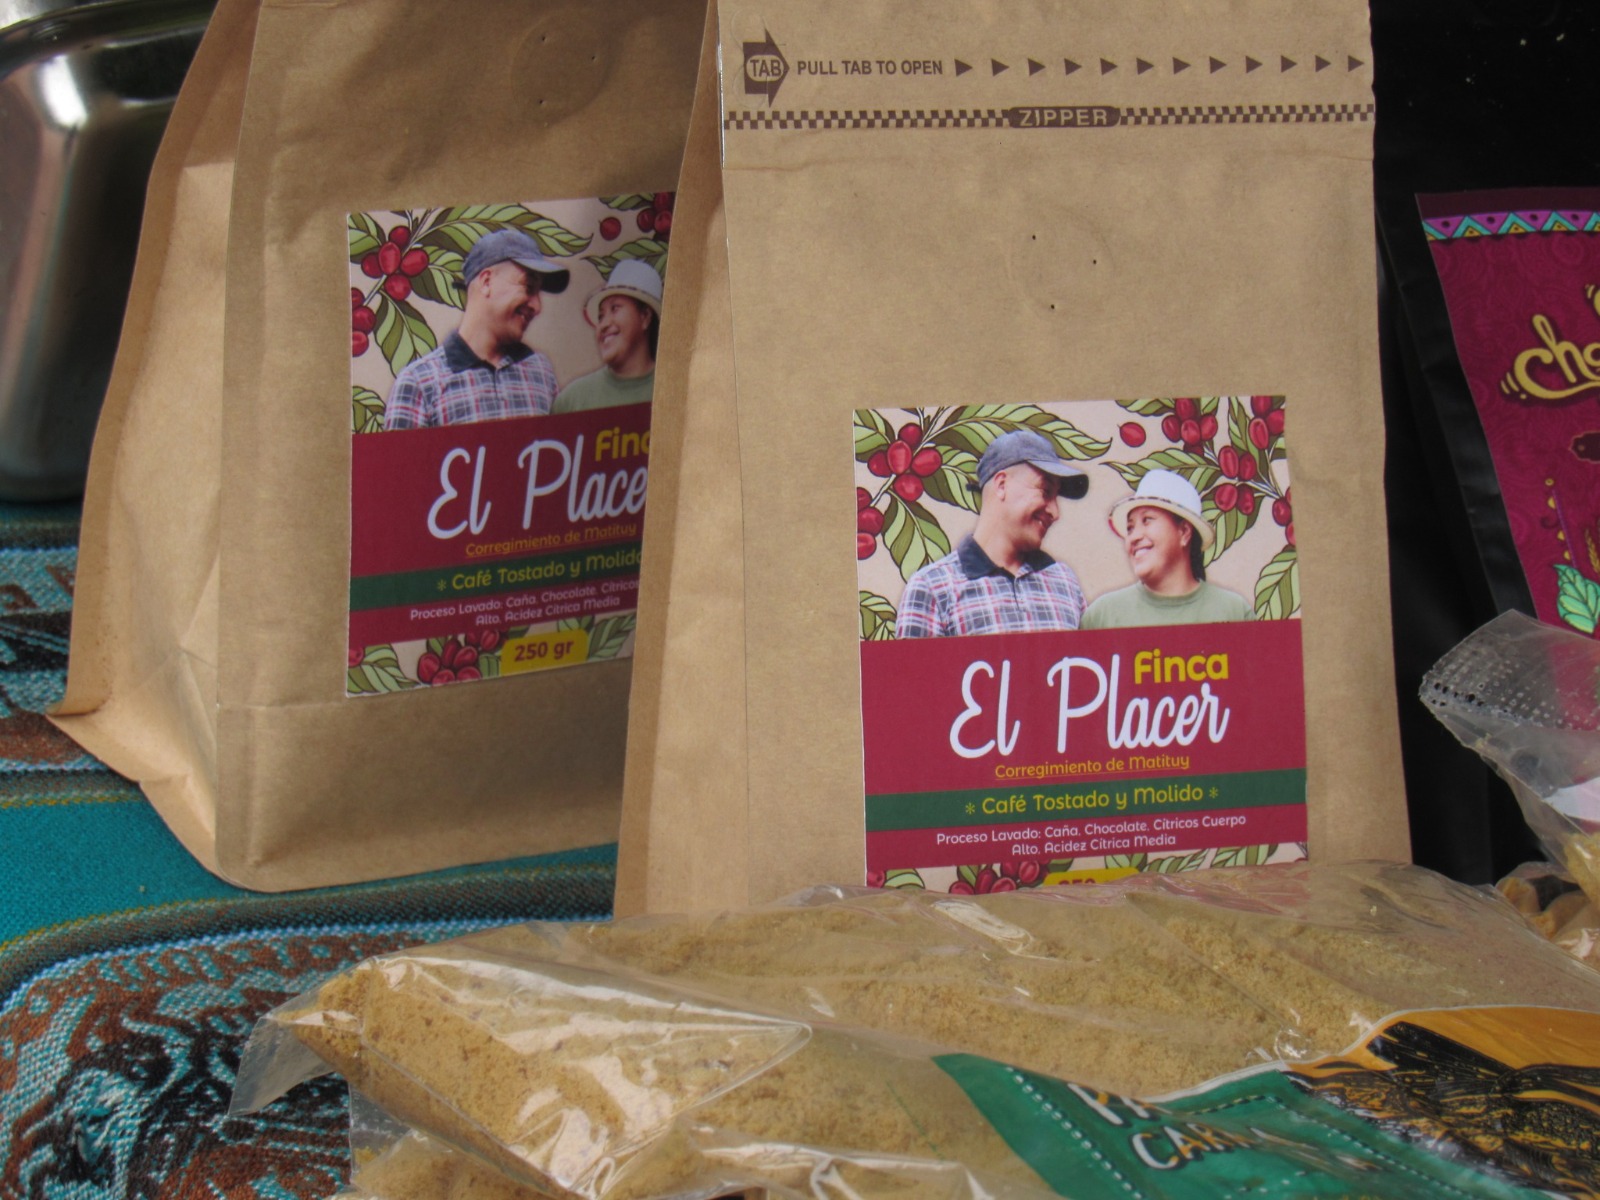 TAB PULL TAB TO OPEN
ZIPPER
El Place
Corregimiento de Matituy
* Café Tostado y Molido
Proceso Lavado: Caña, Chocolate, Cítricos
Alto, Acidez Cítrica Media
250 gr
Finca
El Placer
Corregimiento de Matituy
* Café Tostado y Molido *
Proceso Lavado: Caña, Chocolate, Cítricos Cuerpo
Alto, Acidez Cítrica Media